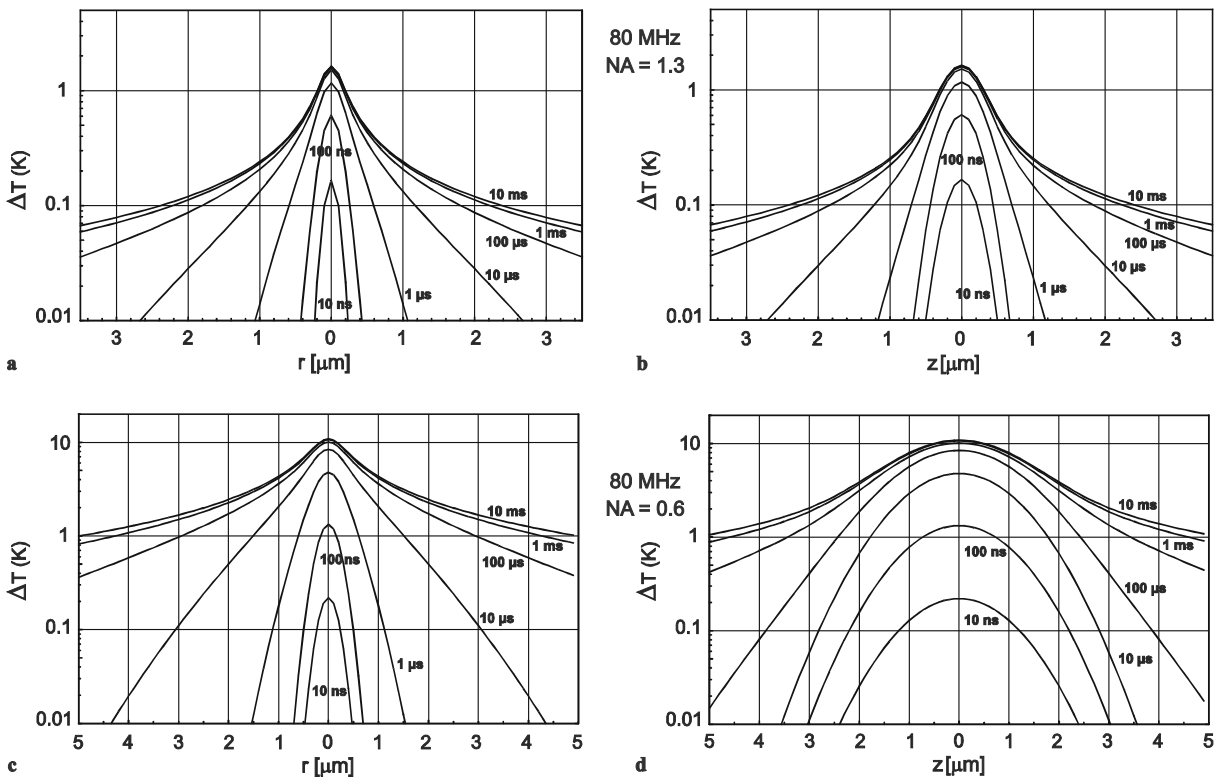 80 MHz
NA = 1.3
ΔT (K)
1
0.1
0.01
100 ns
10 ns
10 ms
1 ms
100 µs
10 µs
1 µs
3 2 1 0 1 2 3
r [µm]
a
ΔT (K)
1
0.1
0.01
100 ns
10 ns
10 ms
1 ms
100 µs
10 µs
1 µs
3 2 1 0 1 2 3
z[µm]
b
80 MHz
NA = 0.6
ΔT (K)
10
1
0.1
0.01
100 ns
10 ns
10 ms
1 ms
100 µs
10 µs
1 µs
5 4 3 2 1 0 1 2 3 4 5
r [µm]
c
ΔT (K)
10
1
0.1
0.01
10 ms
1 ms
100 ns
100 µs
10 ns
10 µs
5 4 3 2 1 0 1 2 3 4 5
z[µm]
d